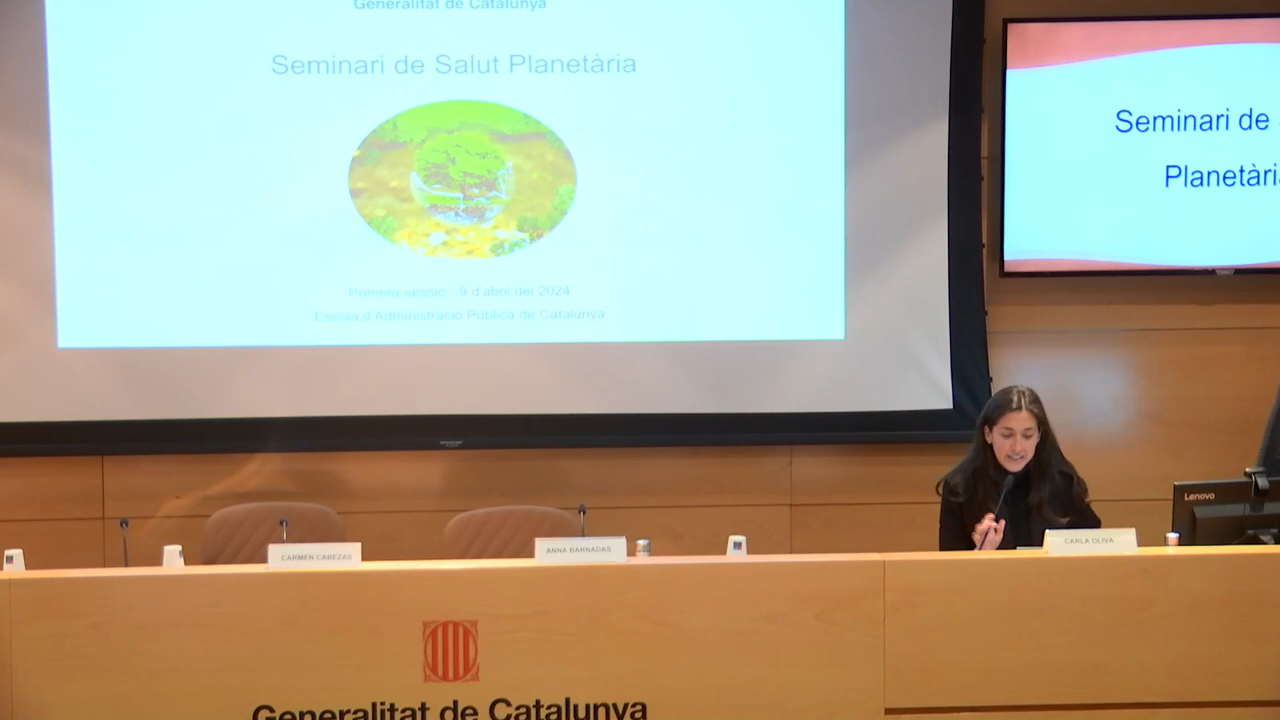 Generalitat de Catalunya
Seminari de Salut Planetària
Primera sessió - 9 d'abril del 2024
Escola d'Administració Pública de Catalunya
Seminari de
Planetàri
Lenovo
CARMEN CABEZAS
ANNA BARNADAS
CARLA OLIVA
Generalitat de Catalunya